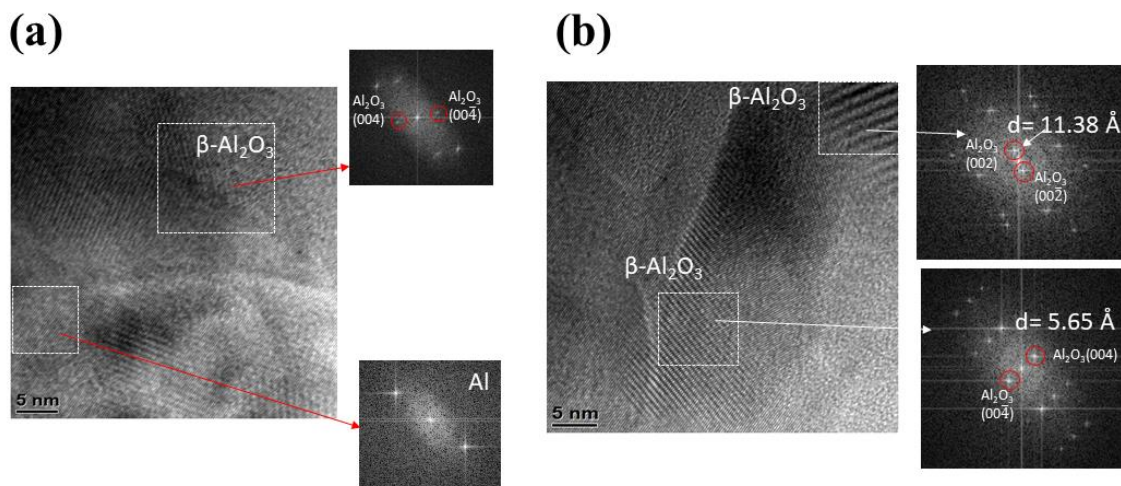 (a)
β-Al₂O₃
5 nm
Al₂O₃
(004)
Al₂O₃
(004̄)
Al
(b)
β-Al₂O₃
β-Al₂O₃
5 nm
d= 11.38 Å
Al₂O₃
(002)
Al₂O₃
(002̄)
d= 5.65 Å
Al₂O₃(004)
Al₂O₃
(004̄)